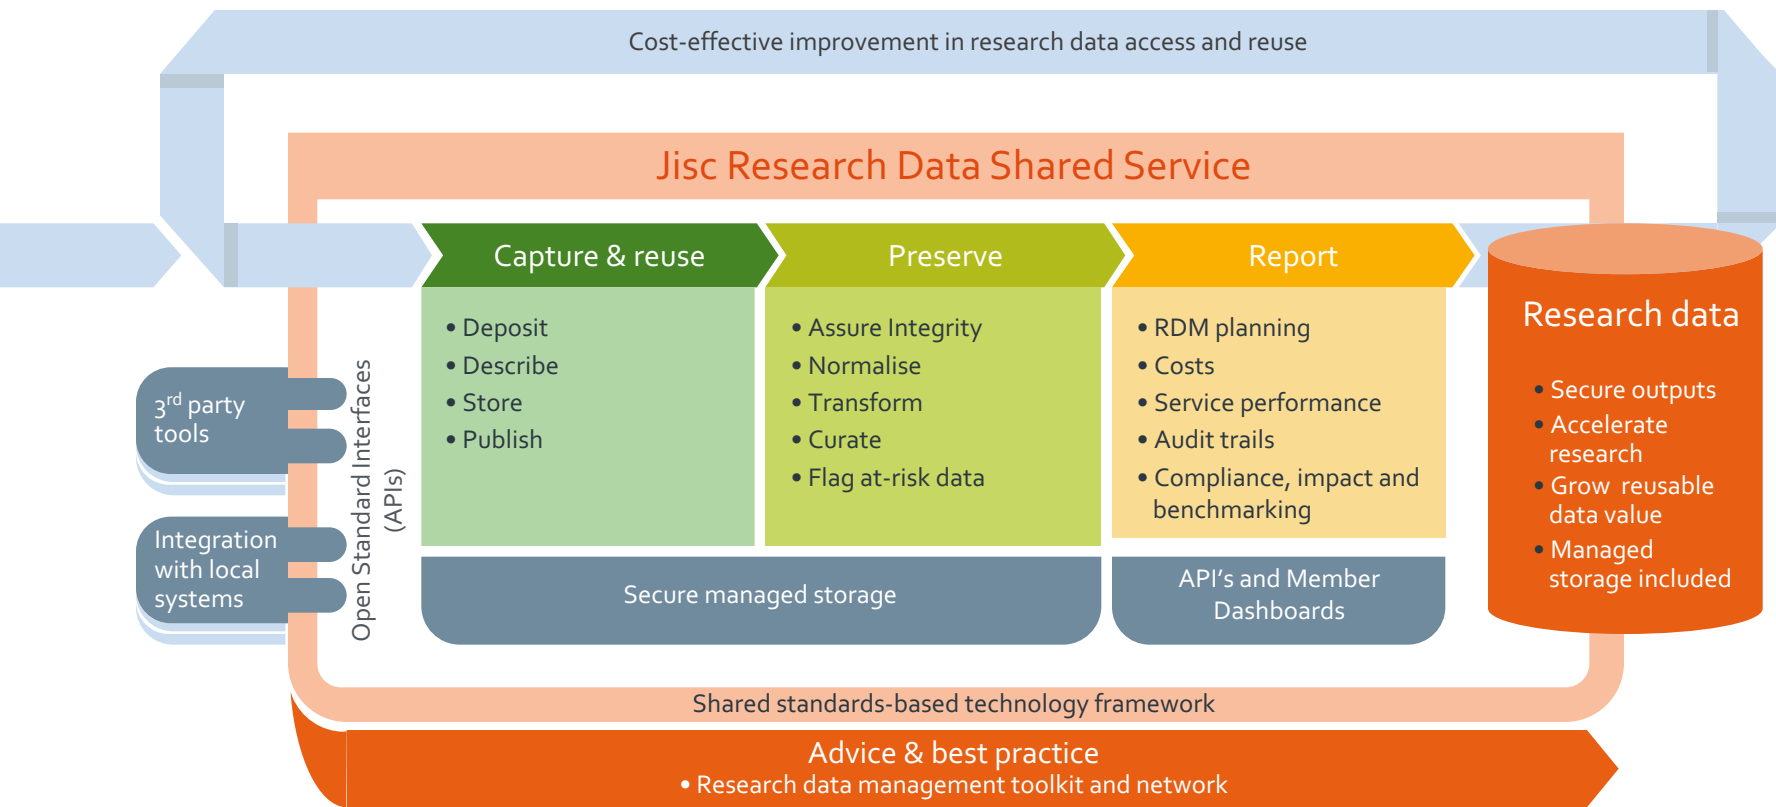 Cost-effective improvement in research data access and reuse
Jisc Research Data Shared Service
Capture & reuse
• Deposit
• Describe
• Store
• Publish
Preserve
• Assure Integrity
• Normalise
• Transform
• Curate
• Flag at-risk data
Report
• RDM planning
• Costs
• Service performance
• Audit trails
• Compliance, impact and
benchmarking
Research data
• Secure outputs
• Accelerate
research
• Grow reusable
data value
• Managed
storage included
3rd party
tools
Integration
with local
systems
Open Standard Interfaces
(APIs)
Secure managed storage
API's and Member
Dashboards
Shared standards-based technology framework
Advice & best practice
• Research data management toolkit and network